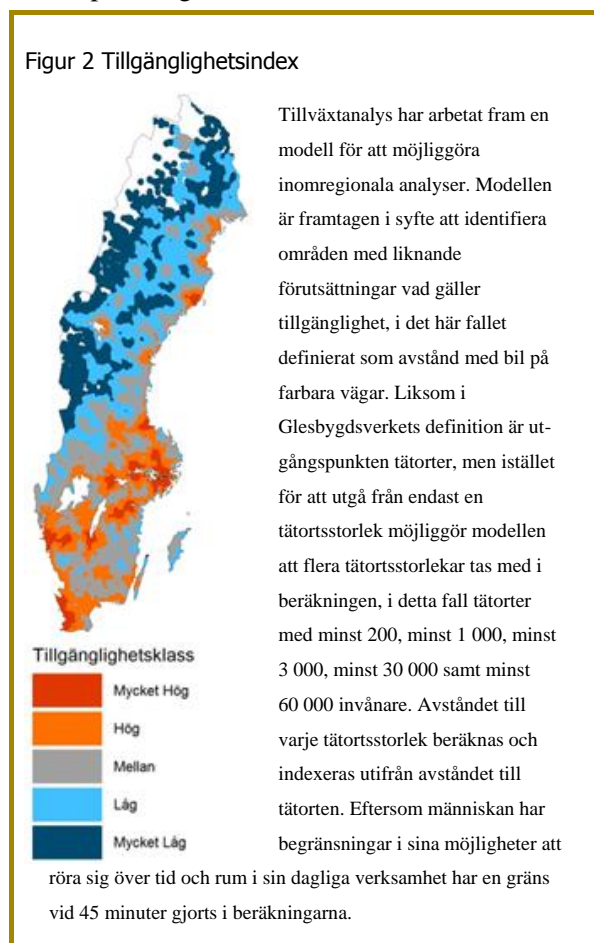 Figur 2 Tillgänglighetsindex
Tillväxtanalys har arbetat fram en
modell för att möjliggöra
inomregionala analyser. Modellen
är framtagen i syfte att identifiera
områden med liknande
förutsättningar vad gäller
tillgänglighet, i det här fallet
definierat som avstånd med bil på
farbara vägar. Liksom i
Glesbygdsverkets definition är ut-
gångspunkten tätorter, men istället
för att utgå från endast en
tätortsstorlek möjliggör modellen
att flera tätortsstorlekar tas med i
beräkningen, i detta fall tätorter
med minst 200, minst 1 000, minst
3 000, minst 30 000 samt minst
60 000 invånare. Avståndet till
varje tätortsstorlek beräknas och
indexeras utifrån avståndet till
tätorten. Eftersom människan har
begränsningar i sina möjligheter att
röra sig över tid och rum i sin dagliga verksamhet har en gräns
vid 45 minuter gjorts i beräkningarna.
Tillgänglighetsklass
Mycket Hög
Hög
Mellan
Låg
Mycket Låg